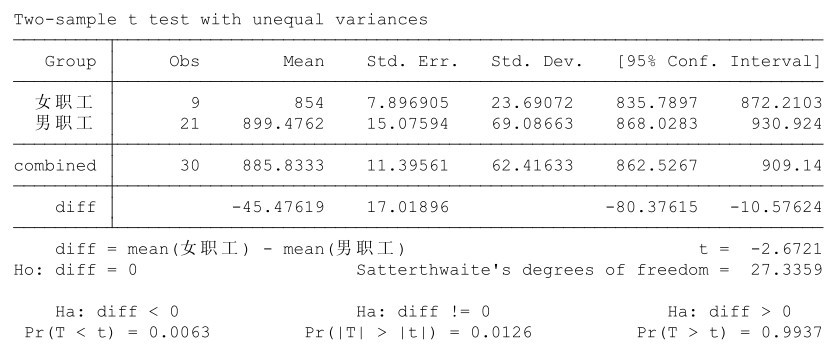 Two-sample t test with unequal variances
Group Obs Mean Std. Err. Std. Dev. [95% Conf. Interval]
女职工 9 854 7.896905 23.69072 835.7897 872.2103
男职工 21 899.4762 15.07594 69.08663 868.0283 930.924
combined 30 885.8333 11.39561 62.41633 862.5267 909.14
diff -45.47619 17.01896 -80.37615 -10.57624
diff = mean(女职工) - mean(男职工) t = -2.6721
Ho: diff = 0 Satterthwaite's degrees of freedom = 27.3359
Ha: diff < 0 Ha: diff != 0 Ha: diff > 0
Pr(T < t) = 0.0063 Pr(|T| > |t|) = 0.0126 Pr(T > t) = 0.9937